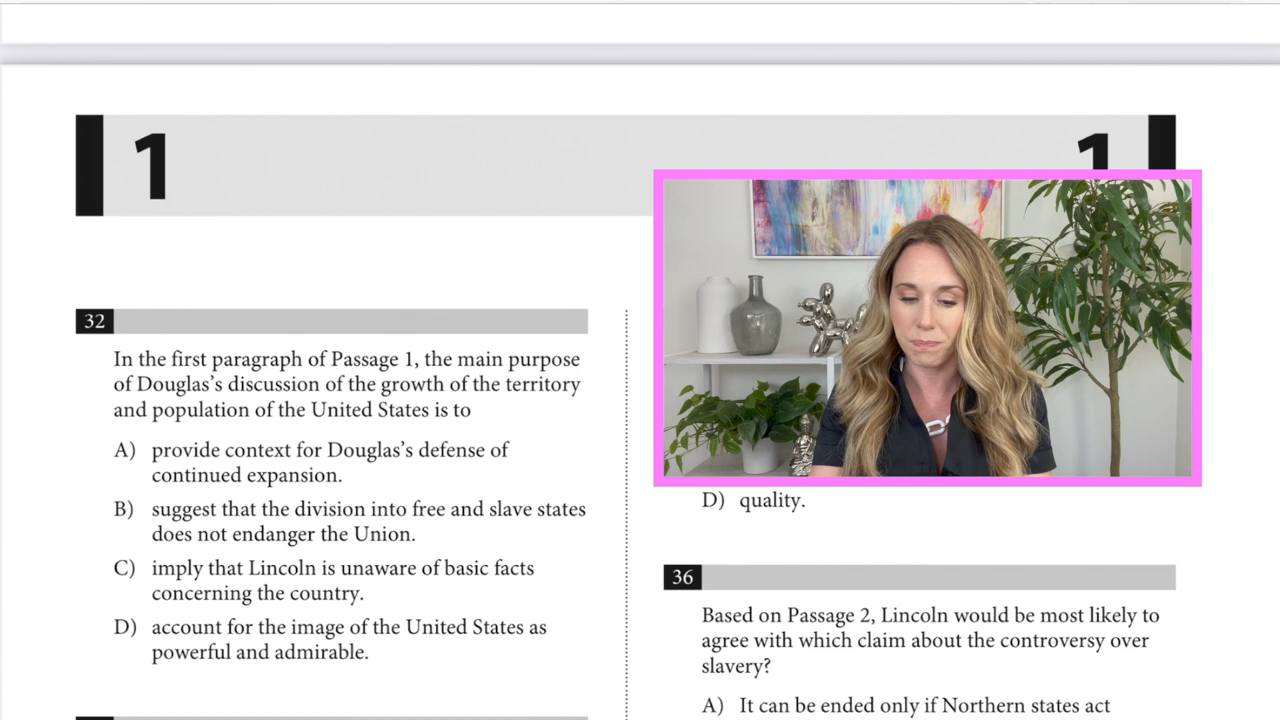 1
1
32
In the first paragraph of Passage 1, the main purpose
of Douglas’s discussion of the growth of the territory
and population of the United States is to
A) provide context for Douglas’s defense of
continued expansion.
B) suggest that the division into free and slave states
does not endanger the Union.
C) imply that Lincoln is unaware of basic facts
concerning the country.
D) account for the image of the United States as
powerful and admirable.
D) quality.
36
Based on Passage 2, Lincoln would be most likely to
agree with which claim about the controversy over
slavery?
A) It can be ended only if Northern states act